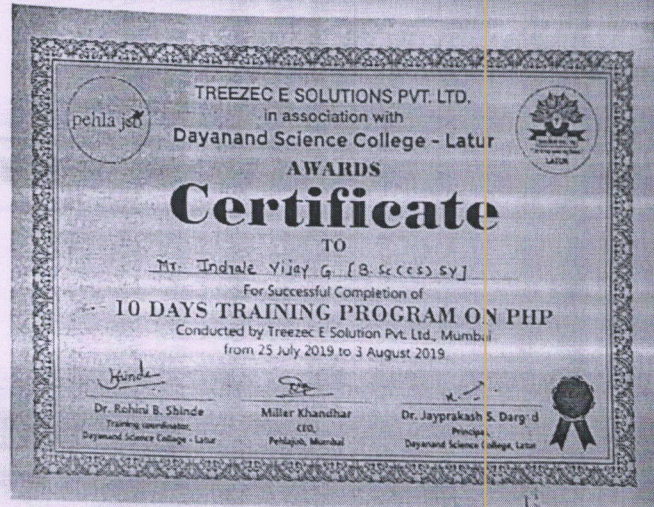 pehla job
TREEZEC E SOLUTIONS PVT. LTD.
in association with
Dayanand Science College - Latur
LATUR
AWARDS
Certificate
TO
Mr. Indrale Vijay G. [B.Sc(CS) SY]
For Successful Completion of
10 DAYS TRAINING PROGRAM ON PHP
Conducted by Treezec E Solution Pvt. Ltd., Mumbai
from 25 July 2019 to 3 August 2019
Dr. Rohini B. Shinde
Training coordinator,
Dayanand Science College - Latur
Miller Khandhar
CEO,
Pehlajob, Mumbai
Dr. Jayprakash S. Dargad
Principal,
Dayanand Science College, Latur